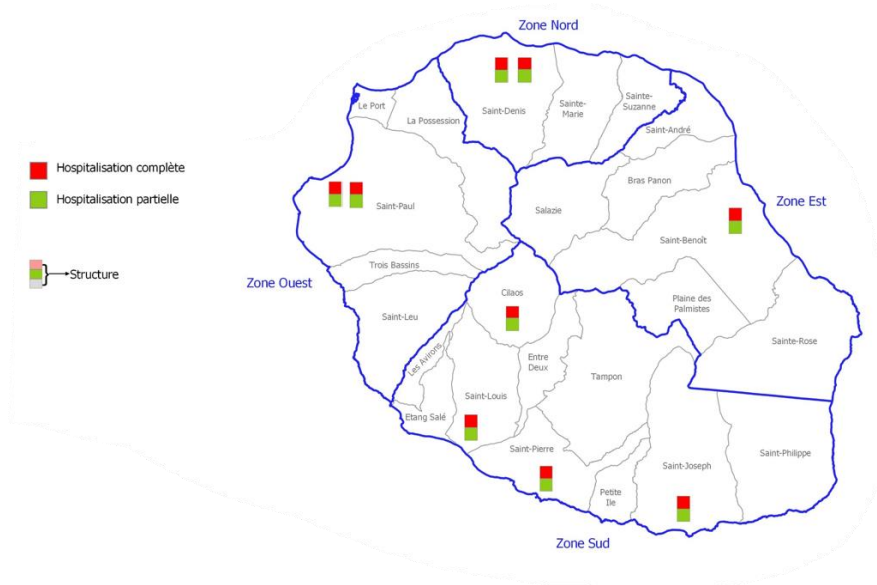 Zone Nord
Le Port
La Possession
Saint-Denis
Sainte-
Marie
Sainte-
Suzanne
Saint-André
Hospitalisation complète
Hospitalisation partielle
Bras Panon
Saint-Paul
Salazie
Zone Est
Saint-Benoît
Trois Bassins
Structure
Zone Ouest
Cilaos
Plaine des
Palmistes
Saint-Leu
Sainte-Rose
Les Avirons
Entre
Deux
Tampon
Saint-Louis
Etang Salé
Saint-Pierre
Saint-Joseph
Saint-Philippe
Petite
Ile
Zone Sud